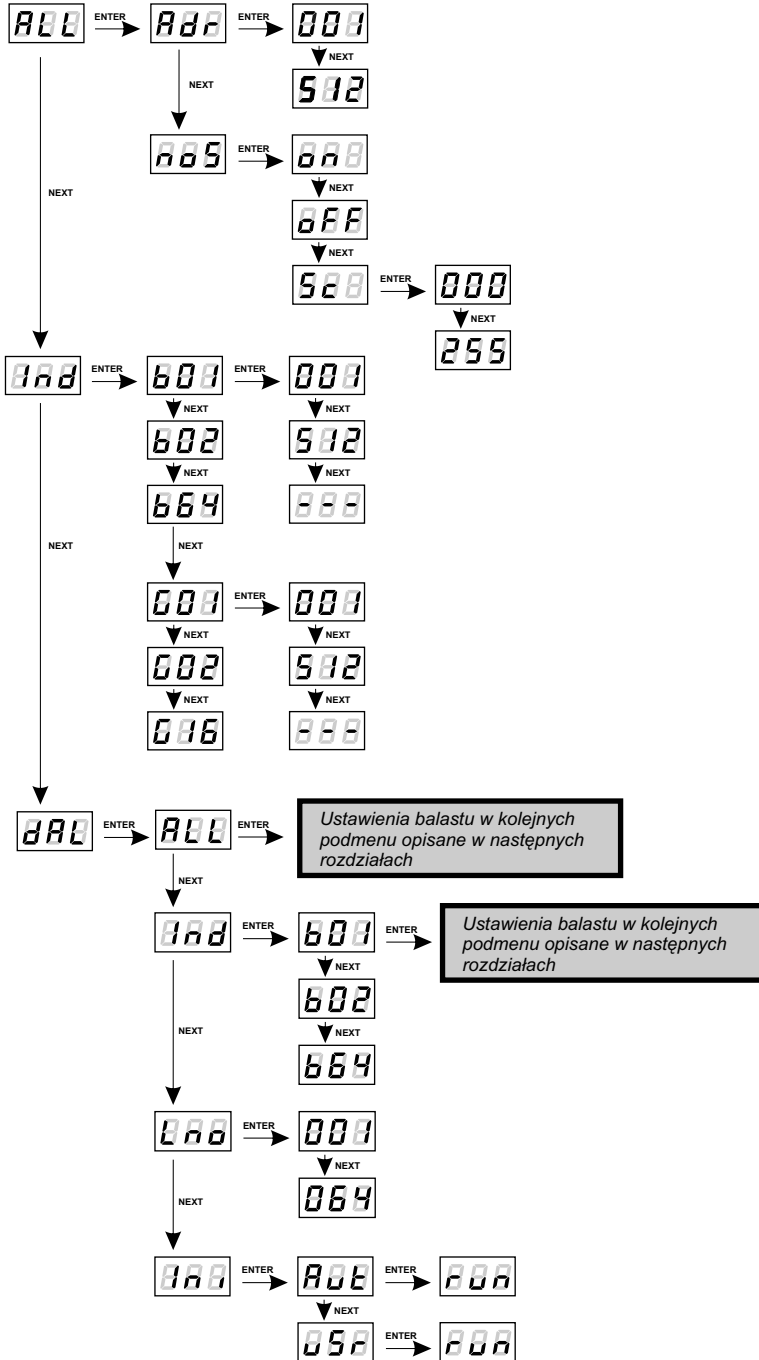 ALL ENTER Adr ENTER 001
NEXT
NEXT
512
noS ENTER on
NEXT
NEXT
oFF
NEXT
Sc ENTER 000
NEXT
255
Ind ENTER b01 ENTER 001
NEXT NEXT
b02 512
NEXT NEXT
b64 ---
NEXT NEXT
G01 ENTER 001
NEXT NEXT
G02 512
NEXT NEXT
G16 ---
dAL ENTER ALL ENTER Ustawienia balastu w kolejnych
podmenu opisane w następnych
rozdziałach
NEXT
Ind ENTER b01 ENTER Ustawienia balastu w kolejnych
podmenu opisane w następnych
rozdziałach
NEXT
b02
NEXT
NEXT
b64
Lno ENTER 001
NEXT
NEXT
064
Ini ENTER Aut ENTER run
NEXT
uSr ENTER run